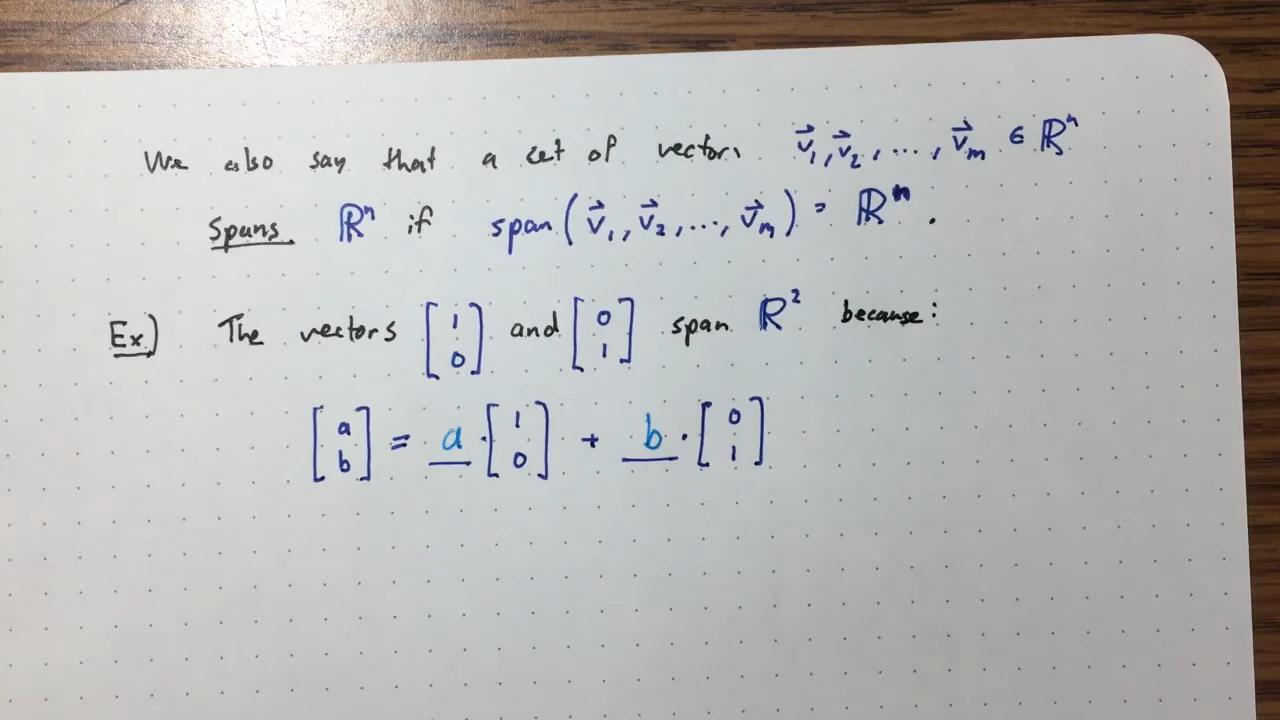 We also say that a set of vectors v⃗₁, v⃗₂, ..., v⃗ₘ ∈ ℝⁿ
spans ℝⁿ if span(v⃗₁, v⃗₂, ..., v⃗ₘ) = ℝⁿ.
Ex) The vectors [1 0] and [0 1] span ℝ² because:
[a b] = a · [1 0] + b · [0 1]